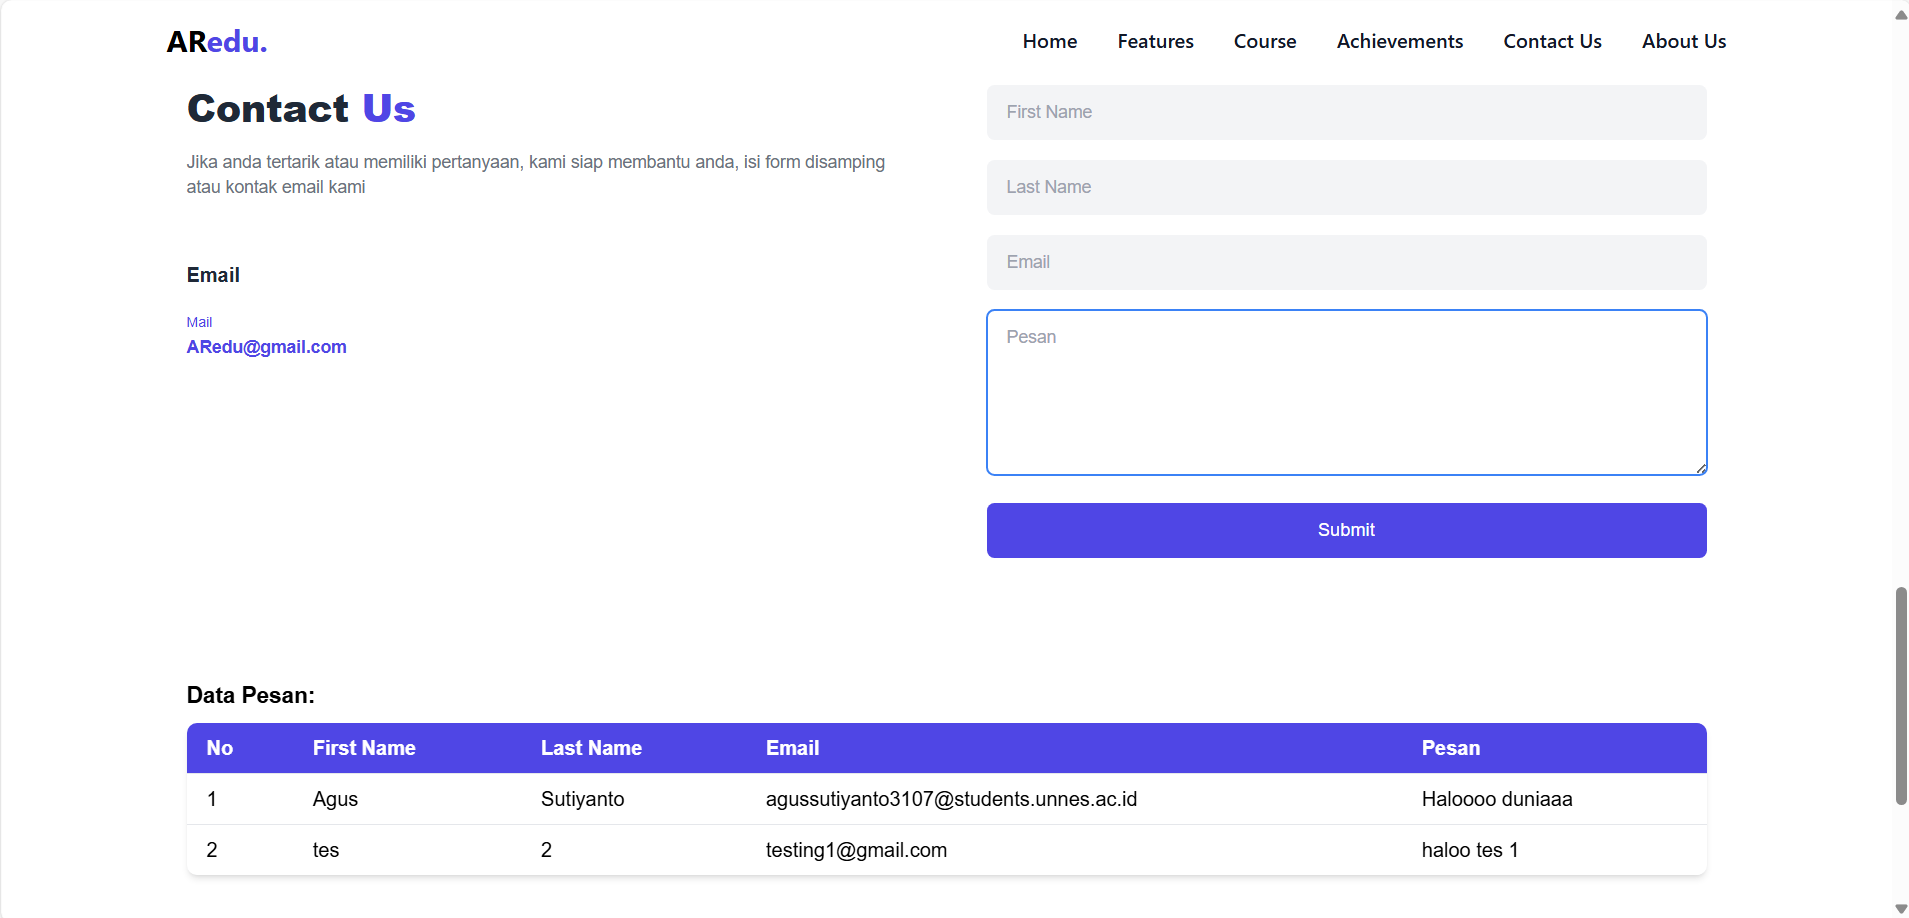 ARedu.
Home Features Course Achievements Contact Us About Us
Contact Us
Jika anda tertarik atau memiliki pertanyaan, kami siap membantu anda, isi form disamping
atau kontak email kami
Email
Mail
ARedu@gmail.com
First Name
Last Name
Email
Pesan
Submit
Data Pesan:
No First Name Last Name Email Pesan
1 Agus Sutiyanto agussutiyanto3107@students.unnes.ac.id Haloooo duniaaa
2 tes 2 testing1@gmail.com haloo tes 1